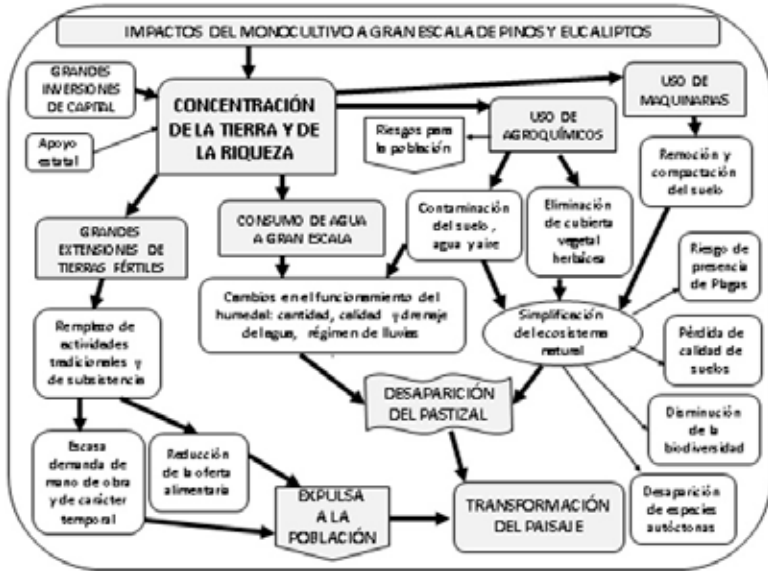 IMPACTOS DEL MONOCULTIVO A GRAN ESCALA DE PINOS Y EUCALIPTOS
GRANDES
INVERSIONES
DE CAPITAL
Apoyo
estatal
CONCENTRACIÓN
DE LA TIERRA Y DE
LA RIQUEZA
Riesgos para
la población
USO DE
AGROQUÍMICOS
USO DE
MAQUINARIAS
Remoción y
compactación
del suelo
GRANDES
EXTENSIONES DE
TIERRAS FÉRTILES
CONSUMO DE AGUA
A GRAN ESCALA
Contaminación
del suelo,
agua y aire
Eliminación
de cubierta
vegetal
herbácea
Riesgo de
presencia
de Plagas
Cambios en el funcionamiento del
humedal: cantidad, calidad y drenaje
del agua, régimen de lluvias
Simplificación
del ecosistema
natural
Remplazo de
actividades
tradicionales y
de subsistencia
Pérdida de
calidad de
suelos
DESAPARICIÓN
DEL PASTIZAL
Disminución
de la
biodiversidad
Escasa
demanda de
mano de obra
y de carácter
temporal
Reducción
de la oferta
alimentaria
EXPULSA
A LA
POBLACIÓN
TRANSFORMACIÓN
DEL PAISAJE
Desaparición
de especies
autóctonas